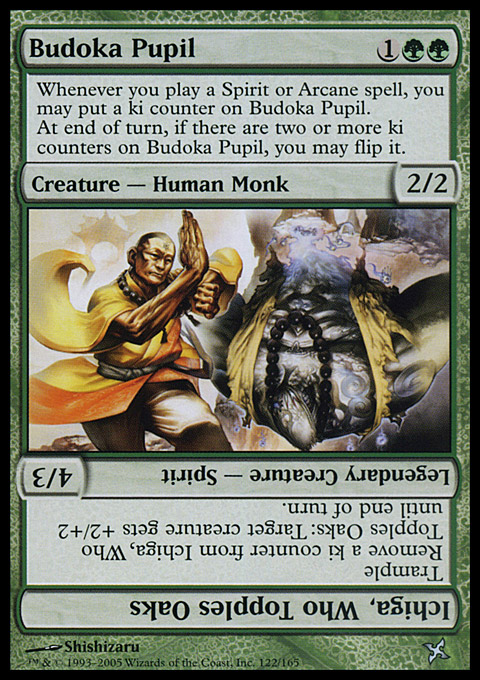 Budoka Pupil 1
Whenever you play a Spirit or Arcane spell, you
may put a ki counter on Budoka Pupil.
At end of turn, if there are two or more ki
counters on Budoka Pupil, you may flip it.
Creature — Human Monk 2/2
Ichiga, Who Topples Oaks
Trample
Remove a ki counter from Ichiga, Who
Topples Oaks: Target creature gets +2/+2
until end of turn.
Legendary Creature — Spirit 4/3
Shishizaru
™ & © 1993–2005 Wizards of the Coast, Inc. 122/165